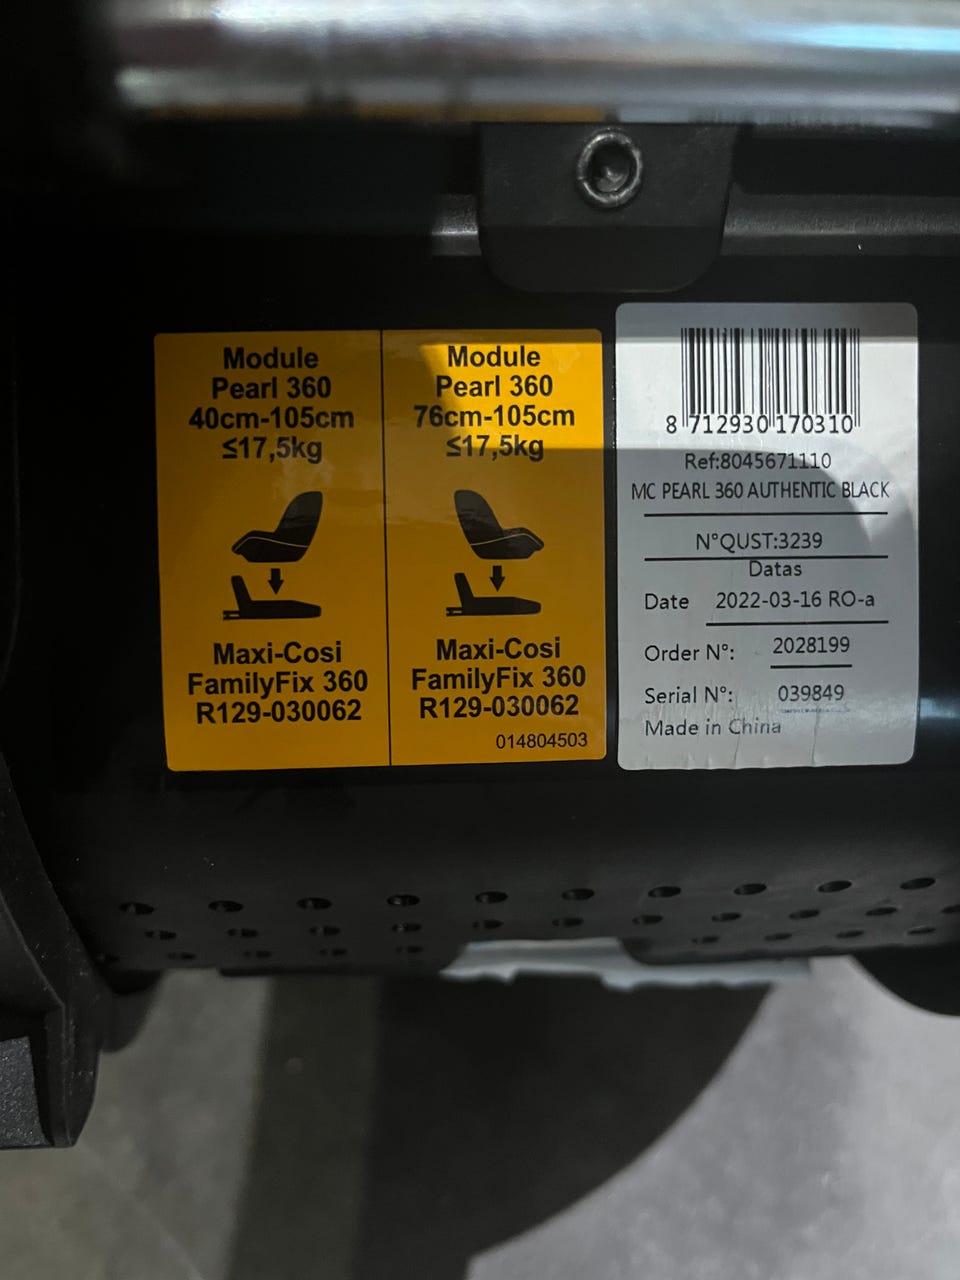 Module
Pearl 360
40cm-105cm
≤17,5kg
Maxi-Cosi
FamilyFix 360
R129-030062
Module
Pearl 360
76cm-105cm
≤17,5kg
Maxi-Cosi
FamilyFix 360
R129-030062
014804503
8 712930 170310
Ref:8045671110
MC PEARL 360 AUTHENTIC BLACK
N°QUST:3239
Datas
Date 2022-03-16 RO-a
Order N°: 2028199
Serial N°: 039849
Made in China